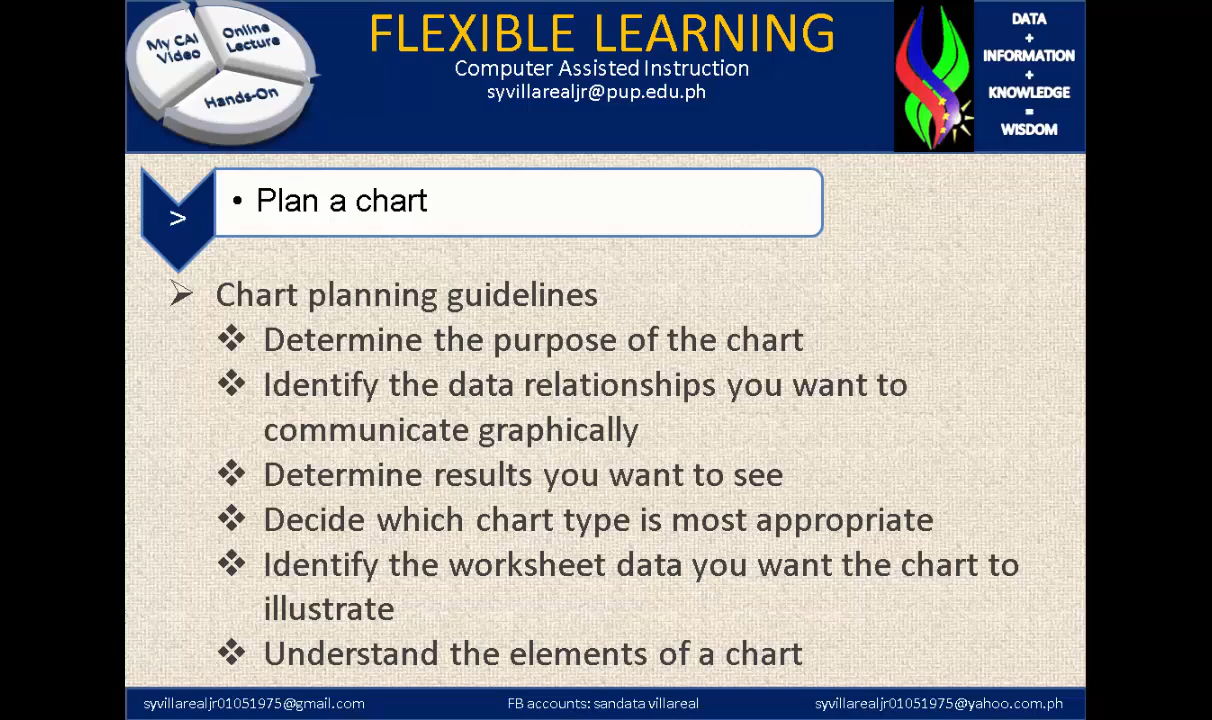 My CAI
Video
Online
Lecture
Hands-On
FLEXIBLE LEARNING
Computer Assisted Instruction
syvillarealjr@pup.edu.ph
DATA
+
INFORMATION
+
KNOWLEDGE
=
WISDOM
>
• Plan a chart
➢ Chart planning guidelines
❖ Determine the purpose of the chart
❖ Identify the data relationships you want to
communicate graphically
❖ Determine results you want to see
❖ Decide which chart type is most appropriate
❖ Identify the worksheet data you want the chart to
illustrate
❖ Understand the elements of a chart
syvillarealjr01051975@gmail.com
FB accounts: sandata villareal
syvillarealjr01051975@yahoo.com.ph